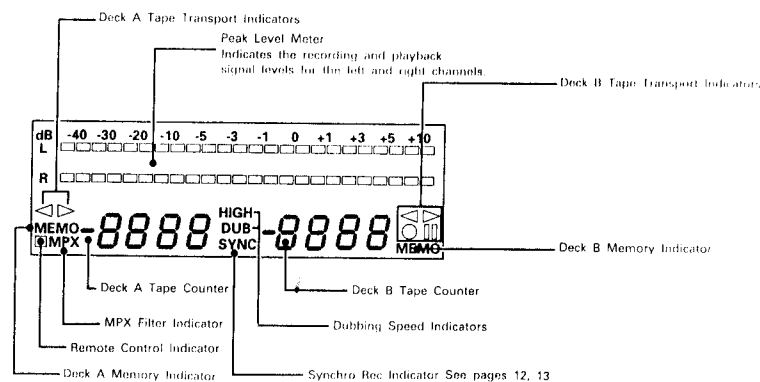 Deck A Tape Transport Indicators
Peak Level Meter
Indicates the recording and playback
signal levels for the left and right channels.
Deck B Tape Transport Indicators
dB -40 -30 -20 -10 -5 -3 -1 0 +1 +3 +5 +10
L
R
HIGH
MEMO -8888 DUB -8888
MPX SYNC MEMO
Deck B Memory Indicator
Deck A Tape Counter
Deck B Tape Counter
MPX Filter Indicator
Dubbing Speed Indicators
Remote Control Indicator
Deck A Memory Indicator
Synchro Rec Indicator See pages 12, 13